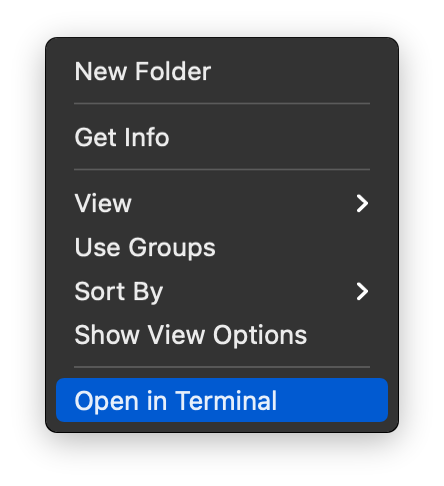 New Folder
Get Info
View
Use Groups
Sort By
Show View Options
Open in Terminal